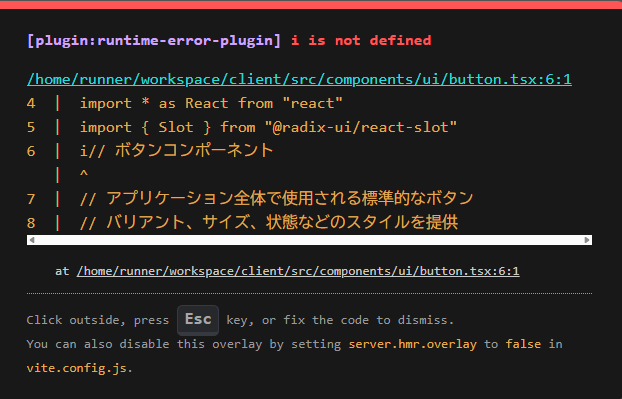 [plugin:runtime-error-plugin] i is not defined
/home/runner/workspace/client/src/components/ui/button.tsx:6:1
4 | import * as React from "react"
5 | import { Slot } from "@radix-ui/react-slot"
6 | i// ボタンコンポーネント
| ^
7 | // アプリケーション全体で使用される標準的なボタン
8 | // バリアント、サイズ、状態などのスタイルを提供
at /home/runner/workspace/client/src/components/ui/button.tsx:6:1
Click outside, press Esc key, or fix the code to dismiss.
You can also disable this overlay by setting server.hmr.overlay to false in
vite.config.js.